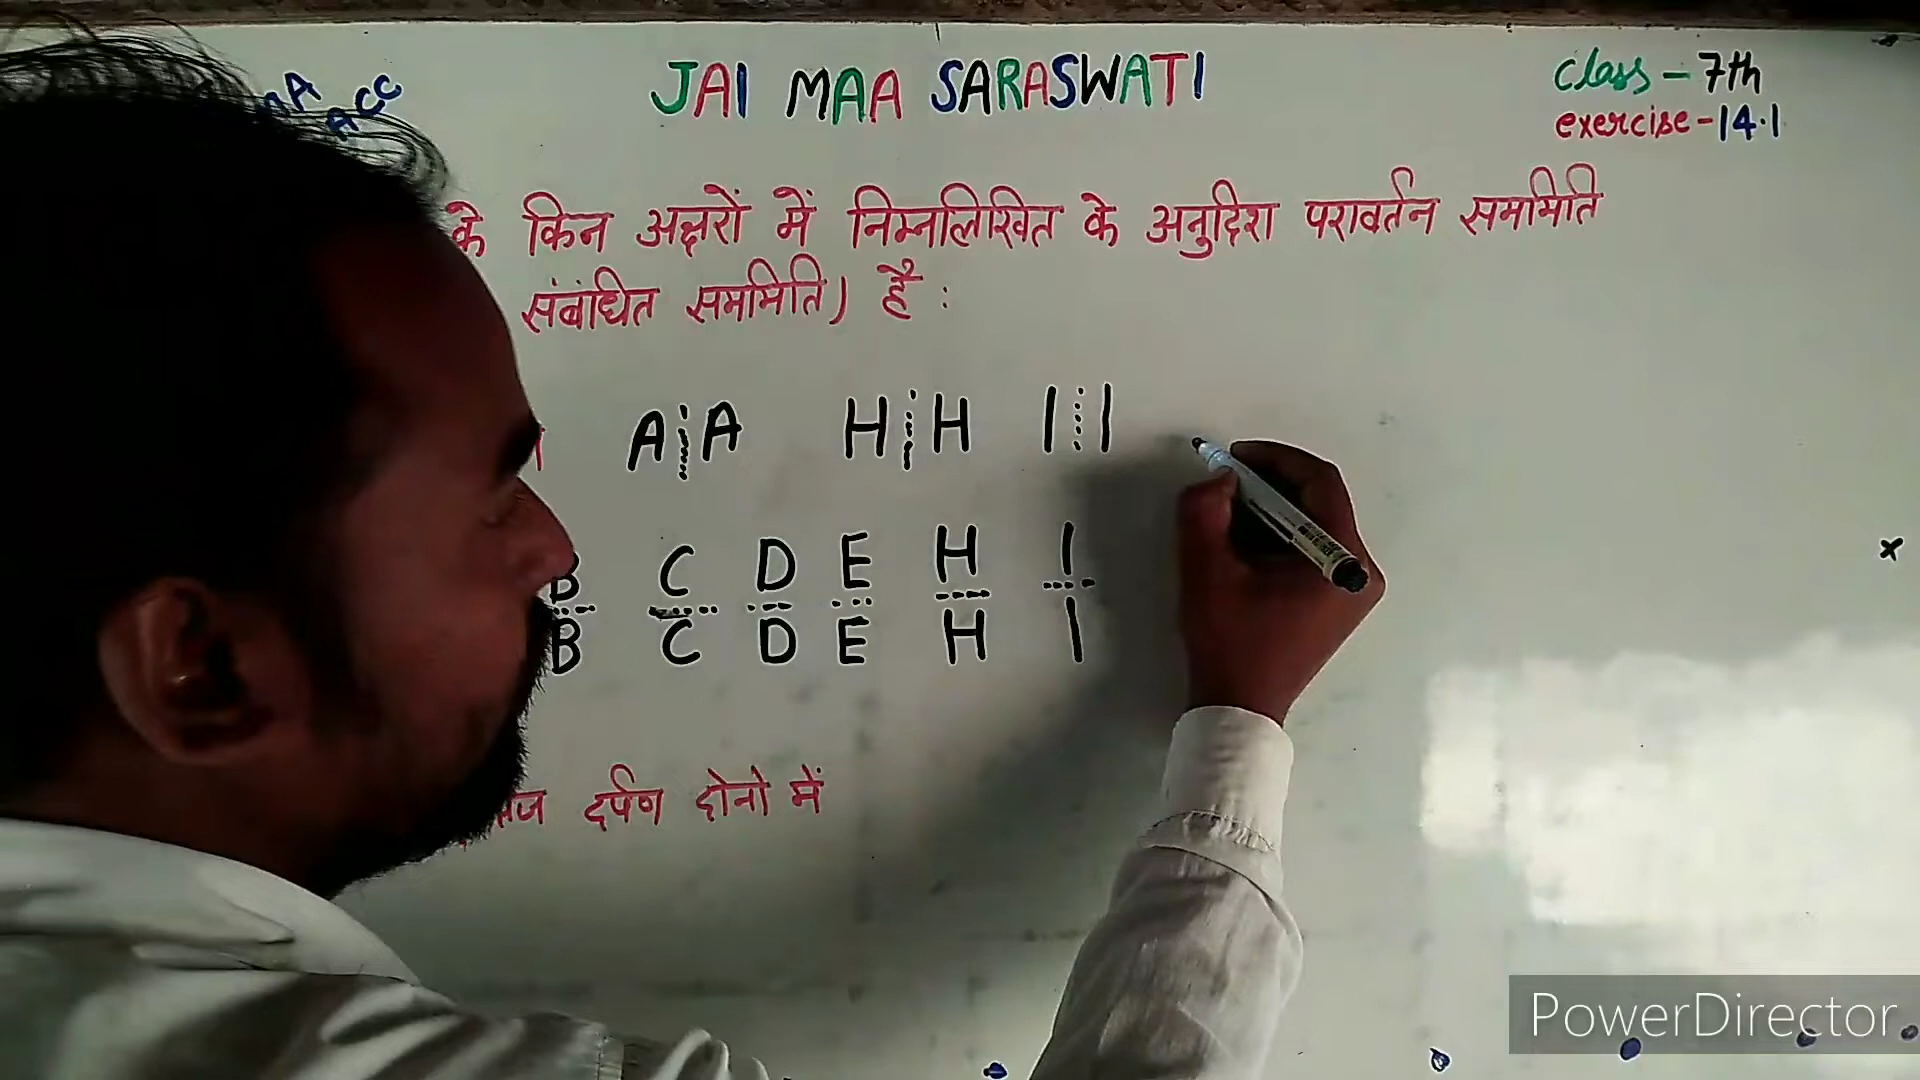 JAI MAA SARASWATI
class - 7th
exercise - 14.1
ACC
के किन अक्षरों में निम्नलिखित के अनुदिश परावर्तन सममिति
संबंधित सममिति) है :
A A H H I I
B C D E H I
B C D E H I
दर्पण दोनो में
x
PowerDirector